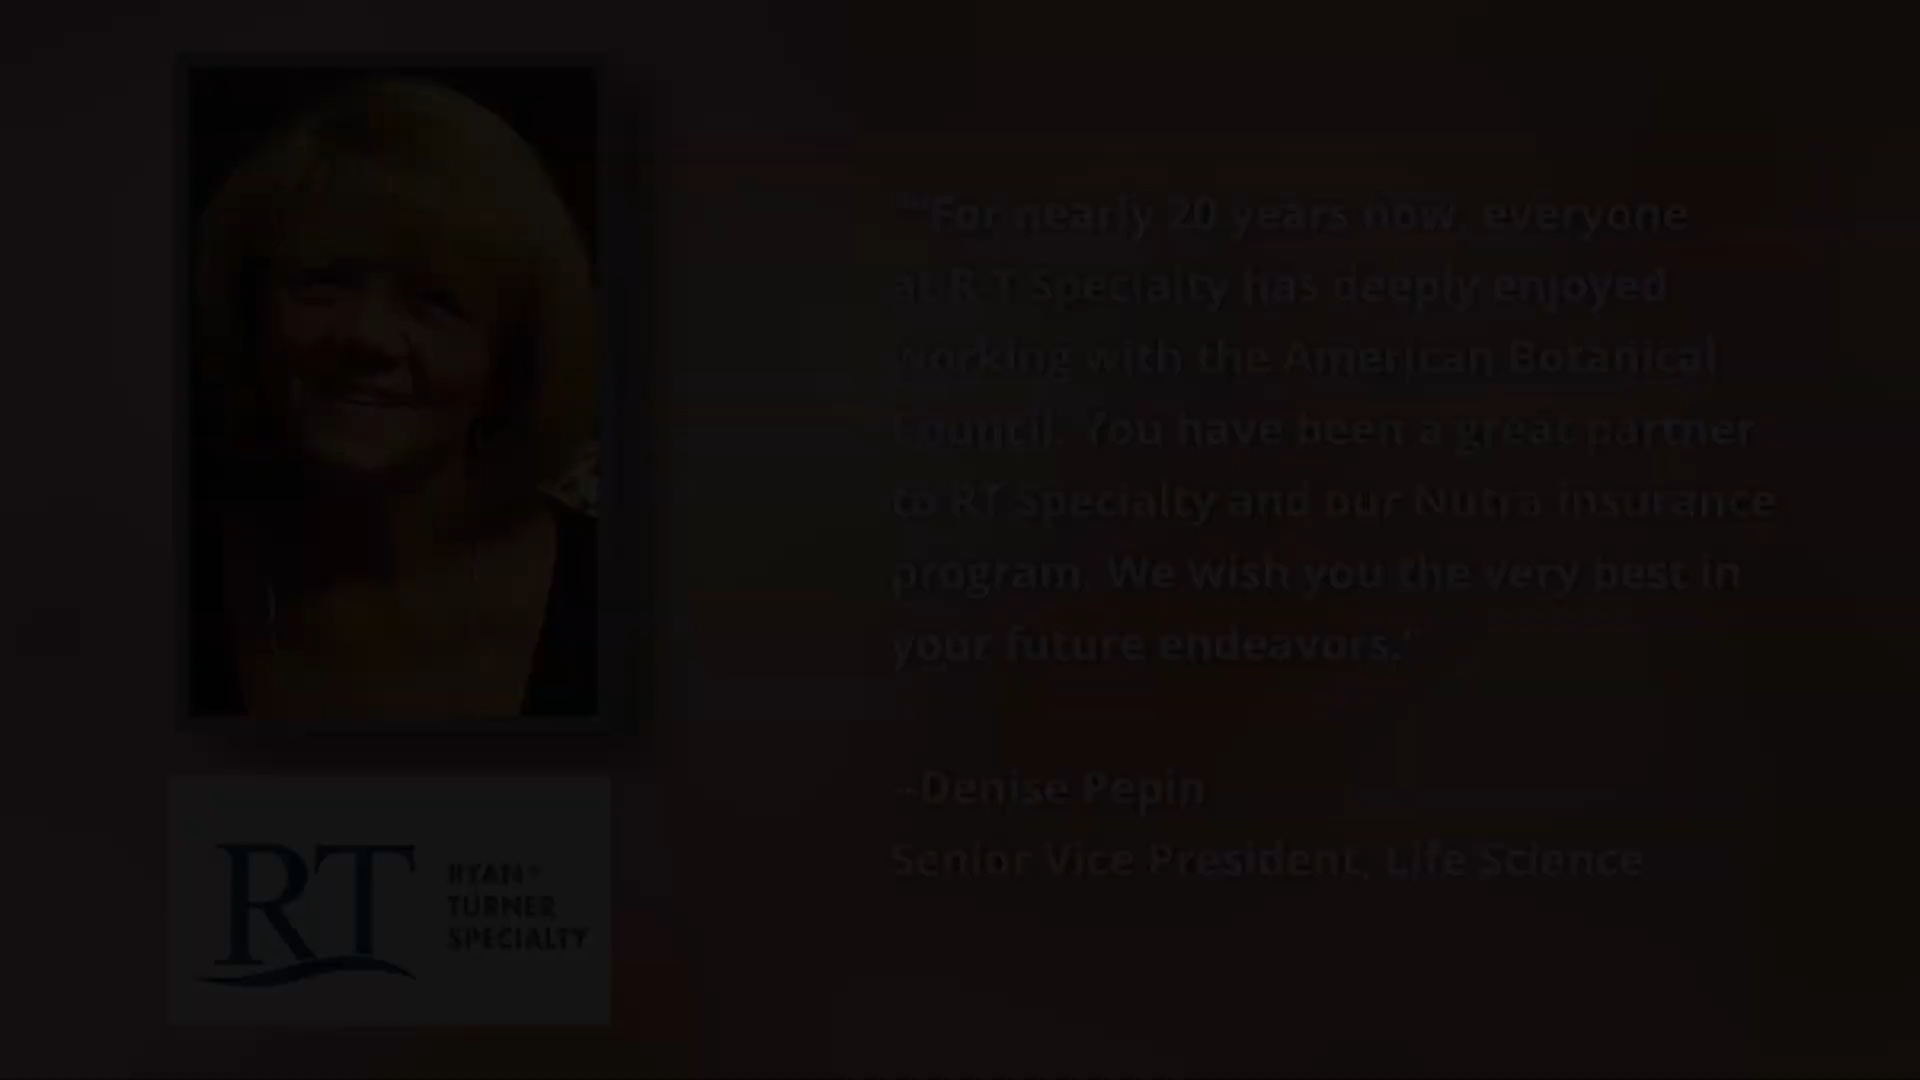 "For nearly 20 years now, everyone
at R-T Specialty has deeply enjoyed
working with the American Botanical
Council. You have been a great partner
to RT Specialty and our Nutra insurance
program. We wish you the very best in
your future endeavors."
--Denise Pepin
Senior Vice President, Life Science
RT
RYAN
TURNER
SPECIALTY